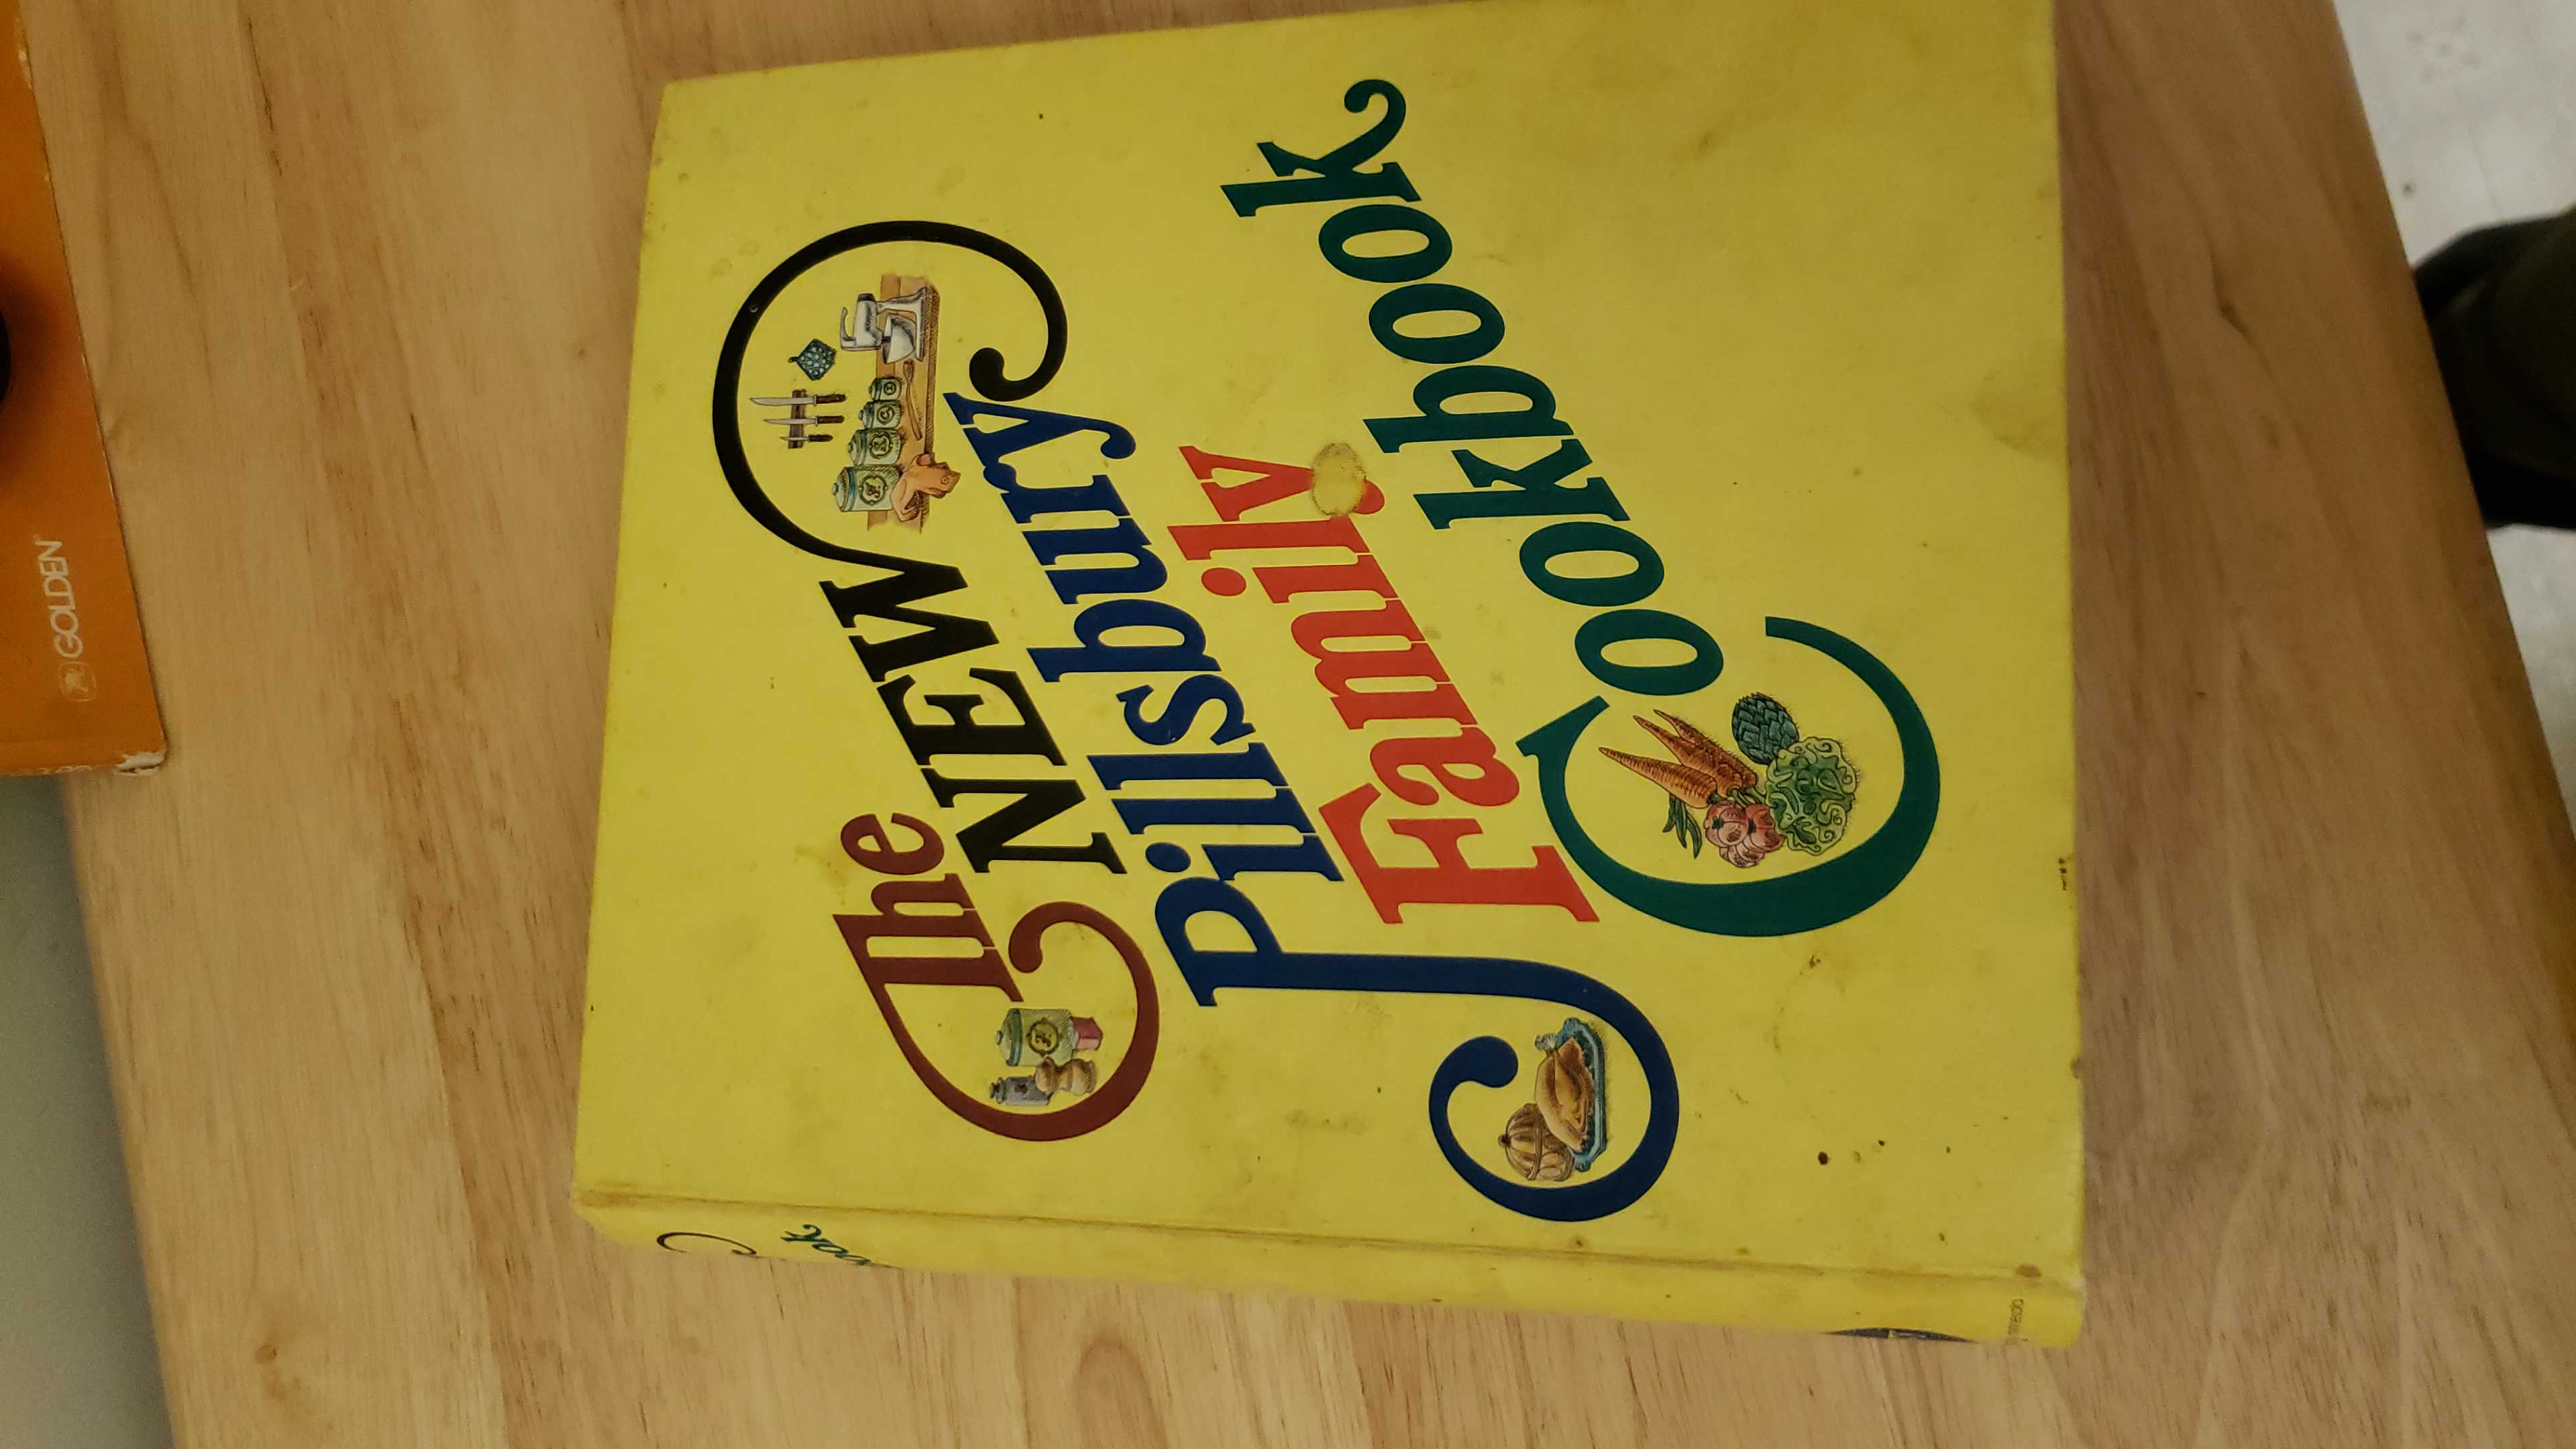 The
NEW
Pillsbury
Family
Cookbook
GOLDEN